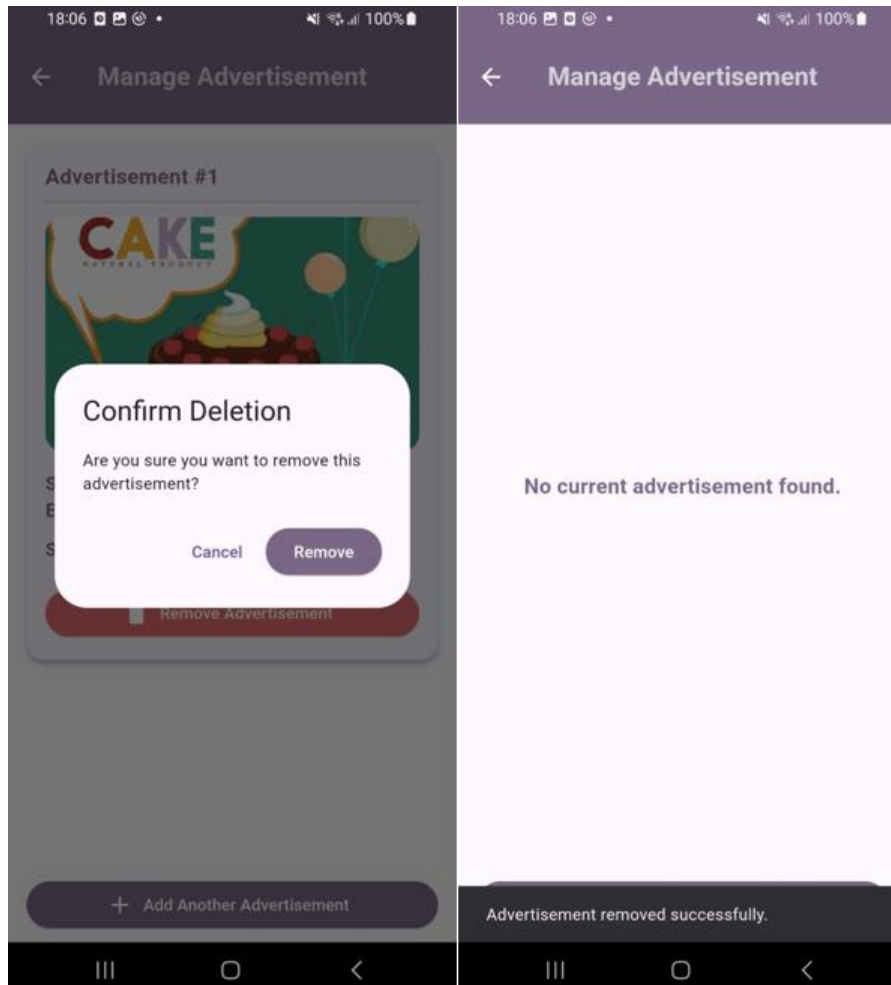 18:06
100%
Manage Advertisement
Advertisement #1
CAKE
NATURAL PRODUCT
Confirm Deletion
Are you sure you want to remove this
advertisement?
S
E
S
Cancel
Remove
Remove Advertisement
+ Add Another Advertisement
18:06
100%
Manage Advertisement
No current advertisement found.
Advertisement removed successfully.